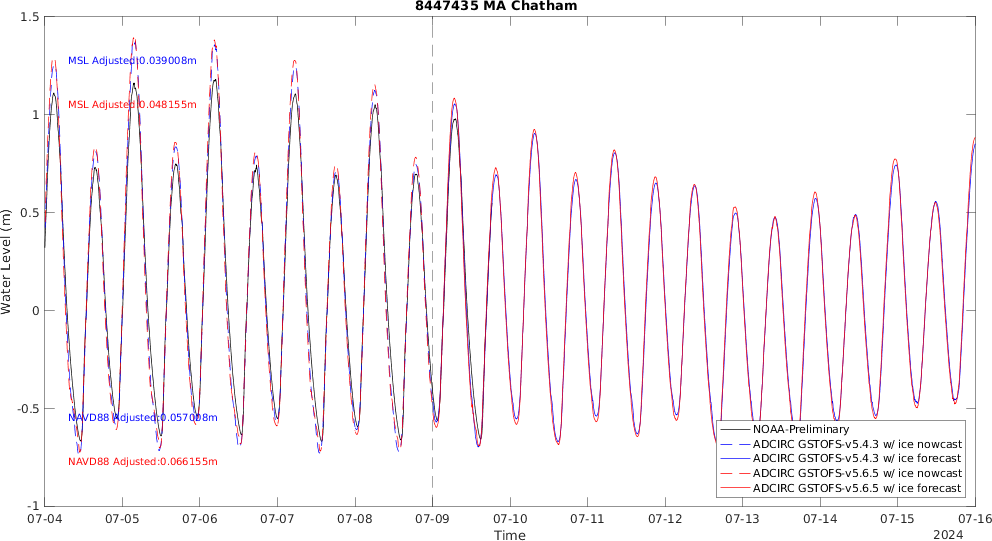 8447435 MA Chatham
1.5
1
0.5
0
-0.5
-1
Water Level (m)
MSL Adjusted:0.039008m
MSL Adjusted:0.048155m
NAVD88 Adjusted:0.057008m
NAVD88 Adjusted:0.066155m
NOAA-Preliminary
ADCIRC GSTOFS-v5.4.3 w/ ice nowcast
ADCIRC GSTOFS-v5.4.3 w/ ice forecast
ADCIRC GSTOFS-v5.6.5 w/ ice nowcast
ADCIRC GSTOFS-v5.6.5 w/ ice forecast
07-04 07-05 07-06 07-07 07-08 07-09 07-10 07-11 07-12 07-13 07-14 07-15 07-16
Time
2024